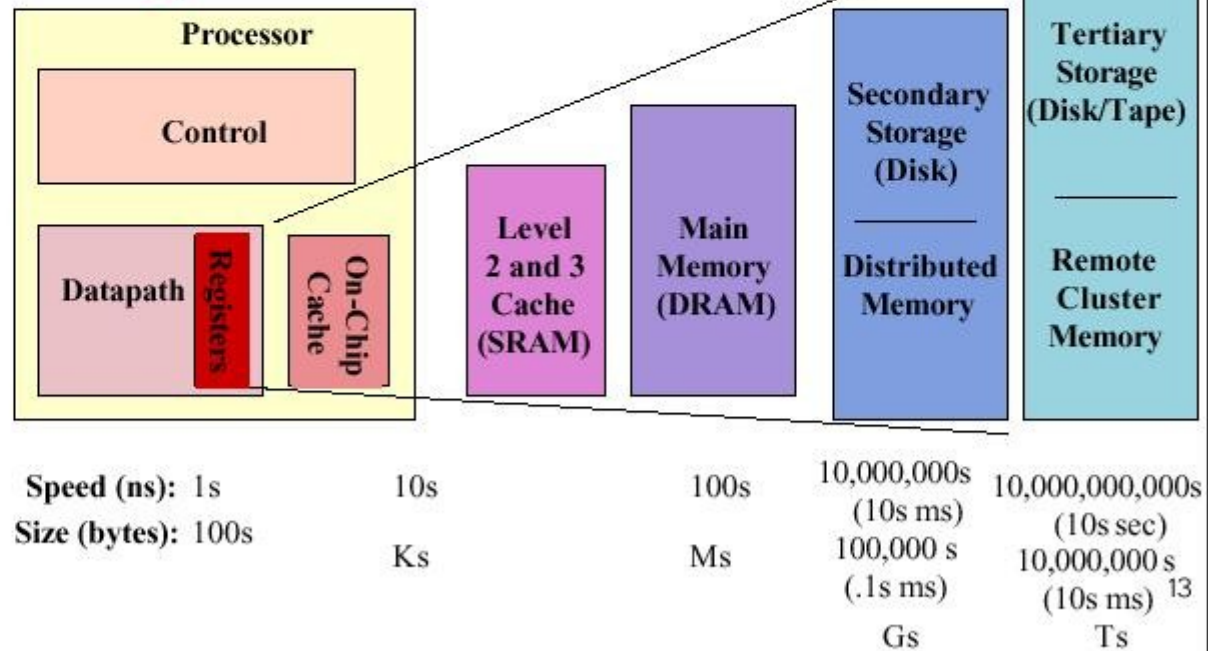 Processor
Control
Datapath
Registers
On-Chip
Cache
Level
2 and 3
Cache
(SRAM)
Main
Memory
(DRAM)
Secondary
Storage
(Disk)
Distributed
Memory
Tertiary
Storage
(Disk/Tape)
Remote
Cluster
Memory
Speed (ns): 1s 10s 100s 10,000,000s 10,000,000,000s
(10s ms) (10s sec)
Size (bytes): 100s Ks Ms 100,000 s 10,000,000 s
(.1s ms) (10s ms) 13
Gs Ts